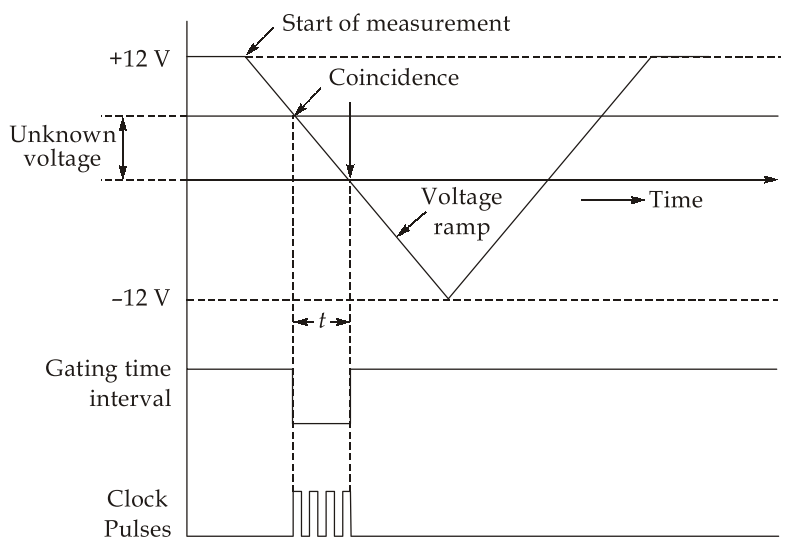 Start of measurement
+12 V
Coincidence
Unknown
voltage
Voltage
ramp
Time
–12 V
t
Gating time
interval
Clock
Pulses